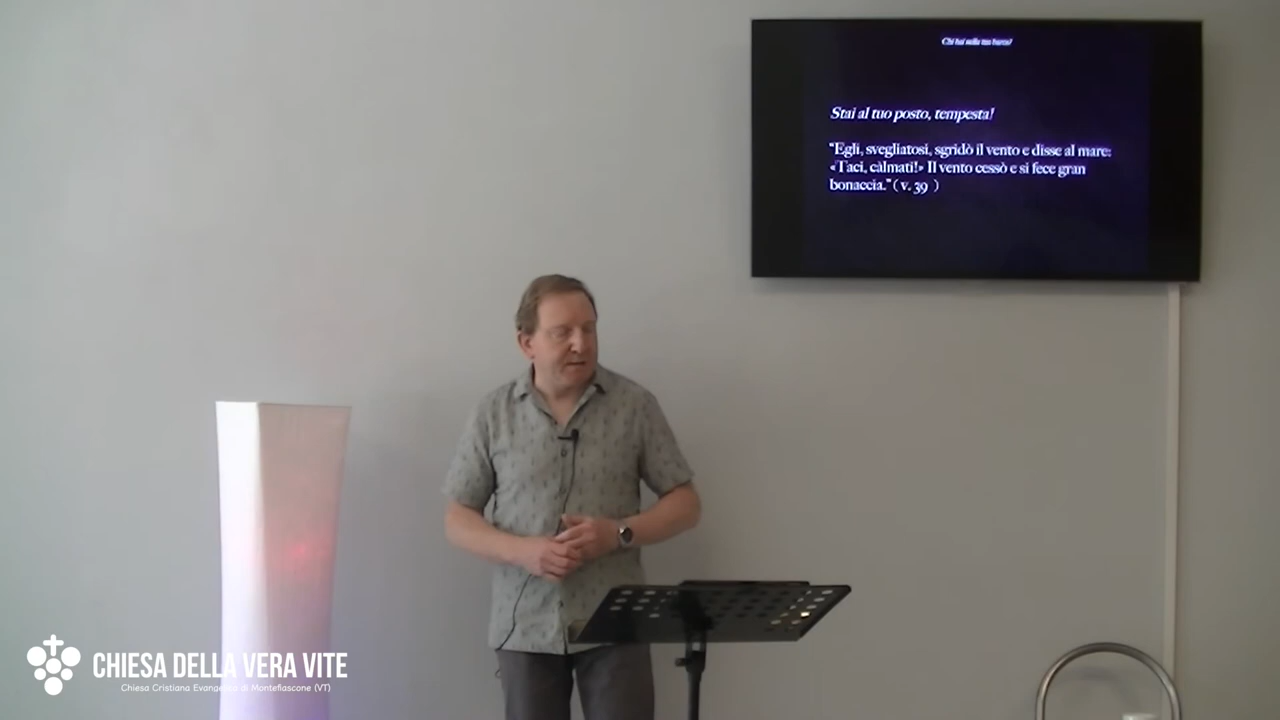 Chi hai nella tua barca?
Stai al tuo posto, tempesta!
“Egli, svegliatosi, sgridò il vento e disse al mare:
«Taci, càlmati!» Il vento cessò e si fece gran
bonaccia.” ( v. 39 )
CHIESA DELLA VERA VITE
Chiesa Cristiana Evangelica di Montefiascone (VT)